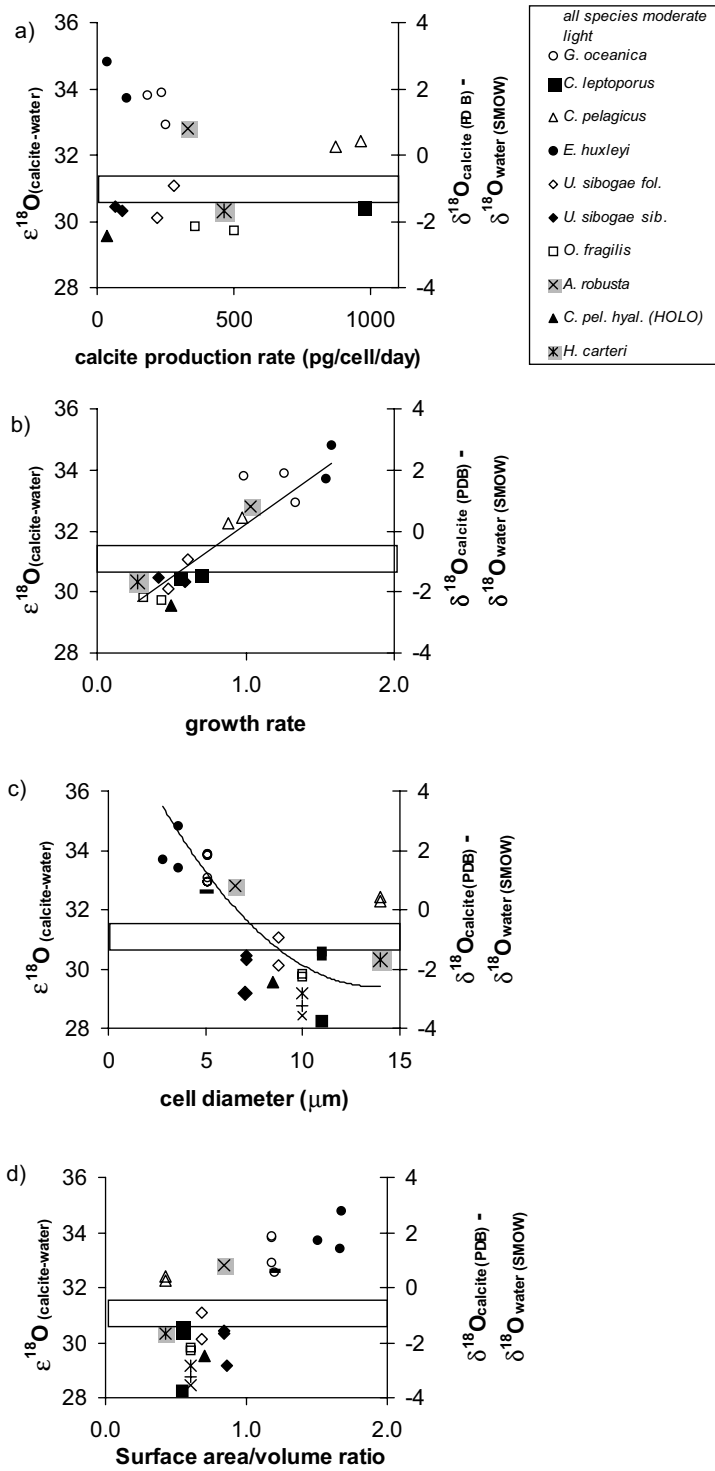 a)
36
34
32
30
28
ε18O(calcite-water)
4
2
0
-2
-4
δ18Ocalcite (PD B) -
δ18Owater (SMOW)
0
500
1000
calcite production rate (pg/cell/day)
all species moderate
light
G. oceanica
C. leptoporus
C. pelagicus
E. huxleyi
U. sibogae fol.
U. sibogae sib.
O. fragilis
A. robusta
C. pel. hyal. (HOLO)
H. carteri
b)
36
34
32
30
28
ε18O(calcite-water)
4
2
0
-2
-4
δ18Ocalcite (PDB) -
δ18Owater (SMOW)
0.0
1.0
2.0
growth rate
c)
36
34
32
30
28
ε18O(calcite-water)
4
2
0
-2
-4
δ18Ocalcite (PDB) -
δ18Owater (SMOW)
0
5
10
15
cell diameter (μm)
d)
36
34
32
30
28
ε18O(calcite-water)
4
2
0
-2
-4
δ18Ocalcite (PDB) -
δ18Owater (SMOW)
0.0
1.0
2.0
Surface area/volume ratio